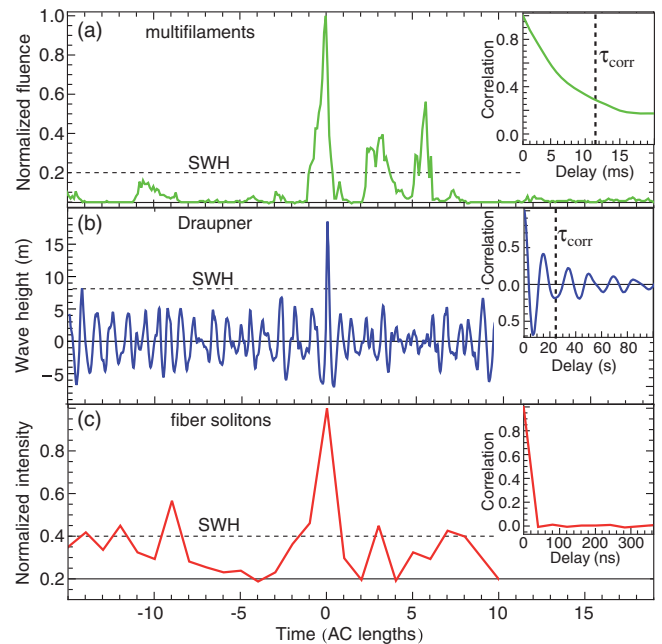 (a)
multifilaments
Normalized fluence
1.0
0.8
0.6
0.4
0.2
SWH
Correlation
0.8
0.4
0.0
τcorr
0 5 10 15
Delay (ms)
(b)
Draupner
Wave height (m)
15
10
5
0
−5
SWH
Correlation
0.5
0.0
-0.5
τcorr
0 20 40 60 80
Delay (s)
(c)
fiber solitons
Normalized intensity
0.8
0.6
0.4
0.2
SWH
Correlation
1.0
0.8
0.6
0.4
0.2
0.0
0 100 200 300
Delay (ns)
-10 -5 0 5 10 15
Time (AC lengths)